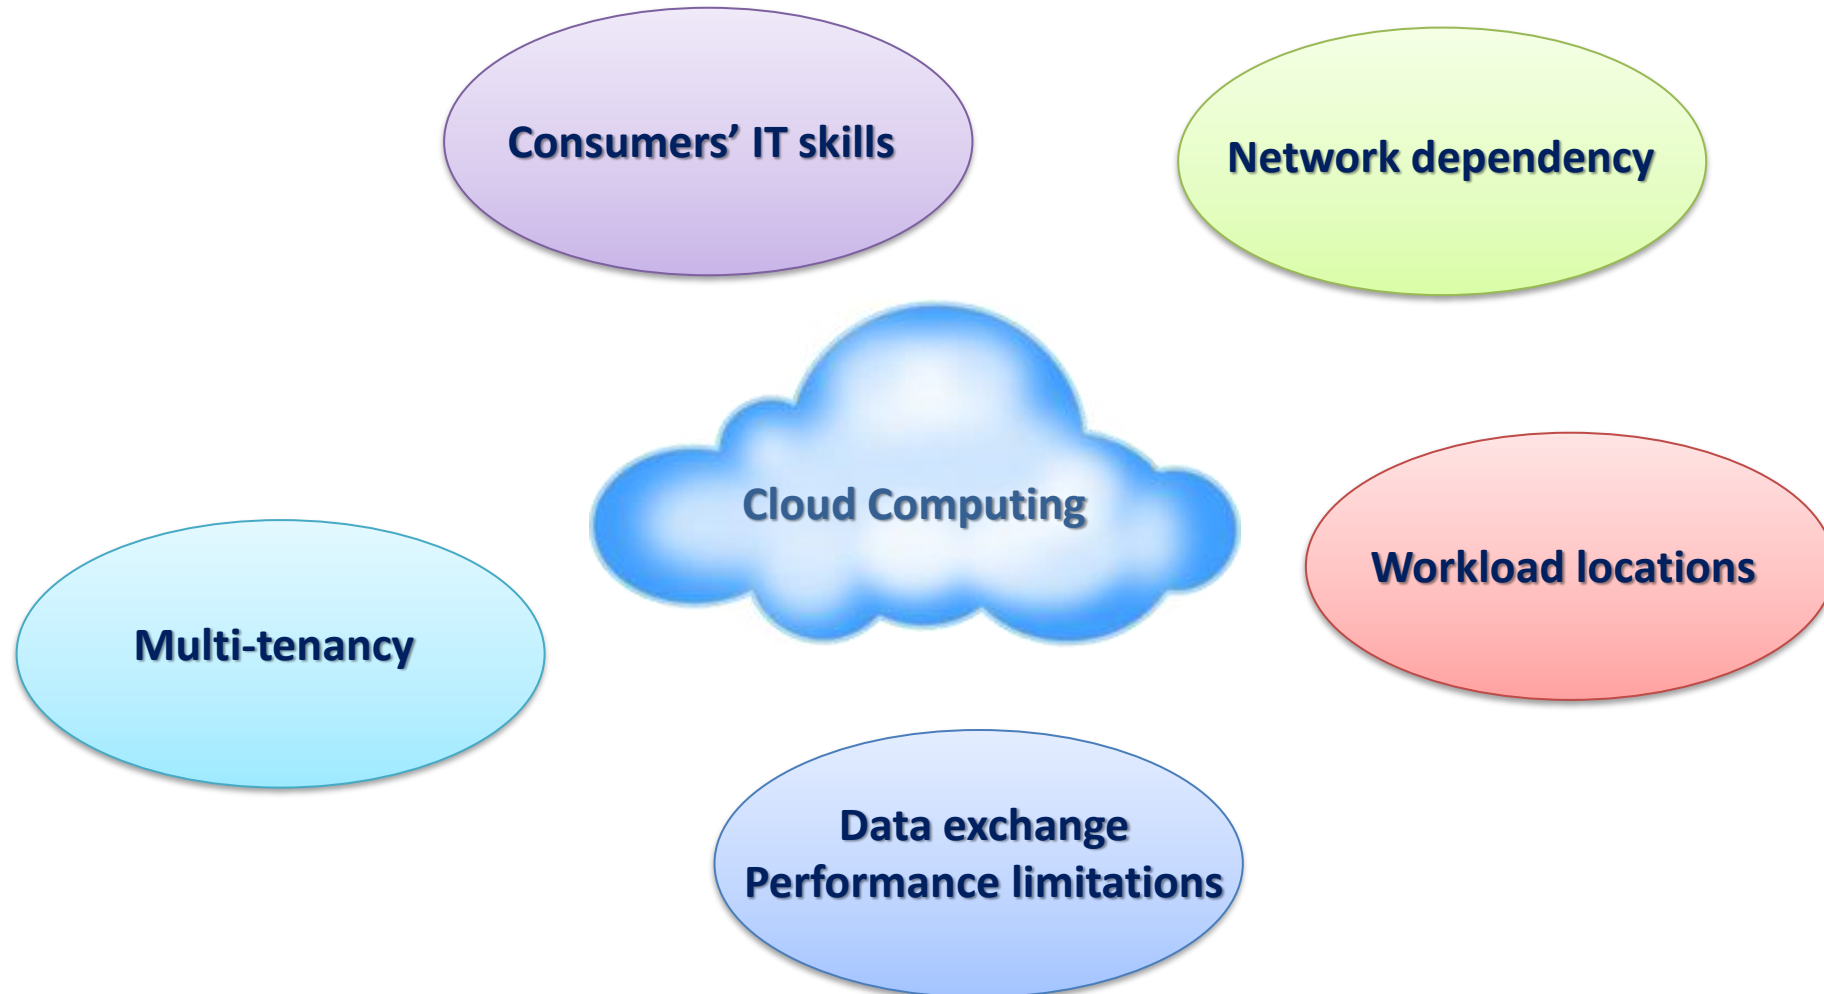 Consumers’ IT skills
Network dependency
Cloud Computing
Workload locations
Multi-tenancy
Data exchange
Performance limitations